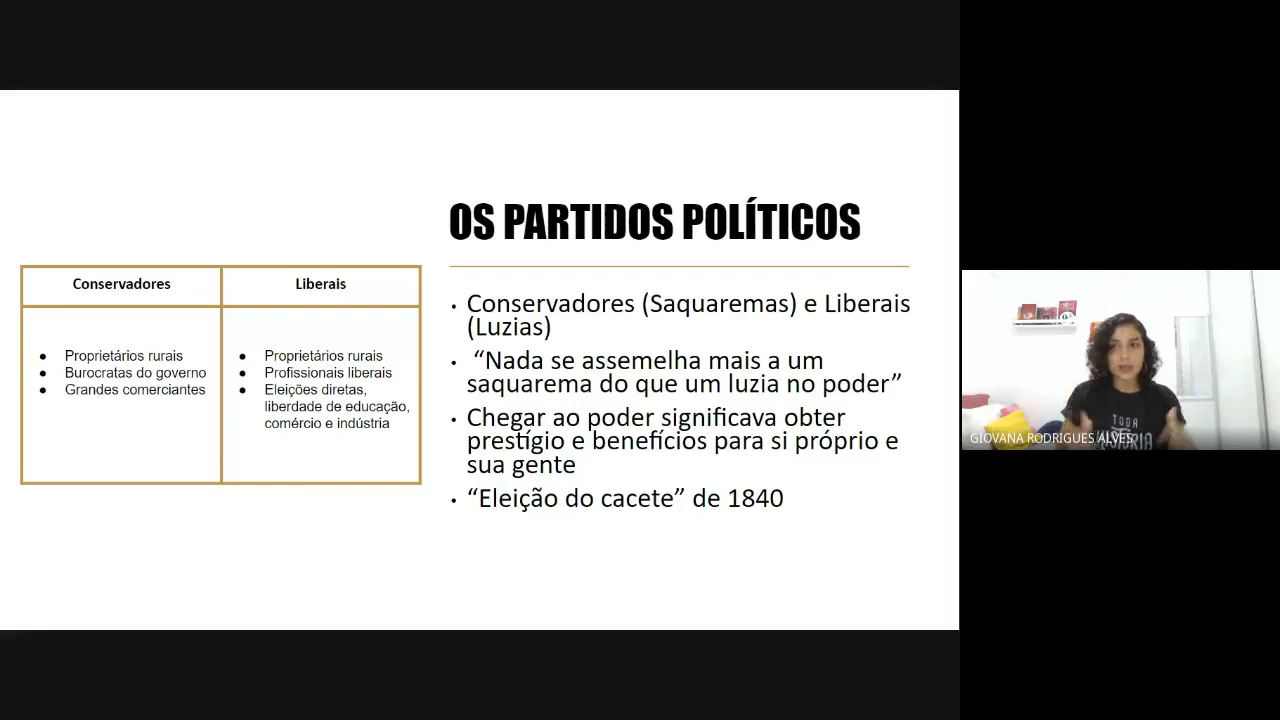 OS PARTIDOS POLÍTICOS
Conservadores
Liberais
• Proprietários rurais
• Burocratas do governo
• Grandes comerciantes
• Proprietários rurais
• Profissionais liberais
• Eleições diretas,
liberdade de educação,
comércio e indústria
• Conservadores (Saquaremas) e Liberais
(Luzias)
• “Nada se assemelha mais a um
saquarema do que um luzia no poder”
• Chegar ao poder significava obter
prestígio e benefícios para si próprio e
sua gente
• “Eleição do cacete” de 1840
TODA
GIOVANA RODRIGUES ALVES